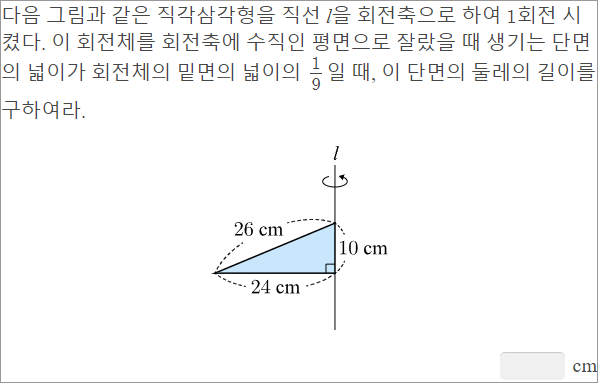 다음 그림과 같은 직각삼각형을 직선 l을 회전축으로 하여 1회전 시
켰다. 이 회전체를 회전축에 수직인 평면으로 잘랐을 때 생기는 단면
의 넓이가 회전체의 밑면의 넓이의 1/9일 때, 이 단면의 둘레의 길이를
구하여라.
l
26 cm
10 cm
24 cm
cm